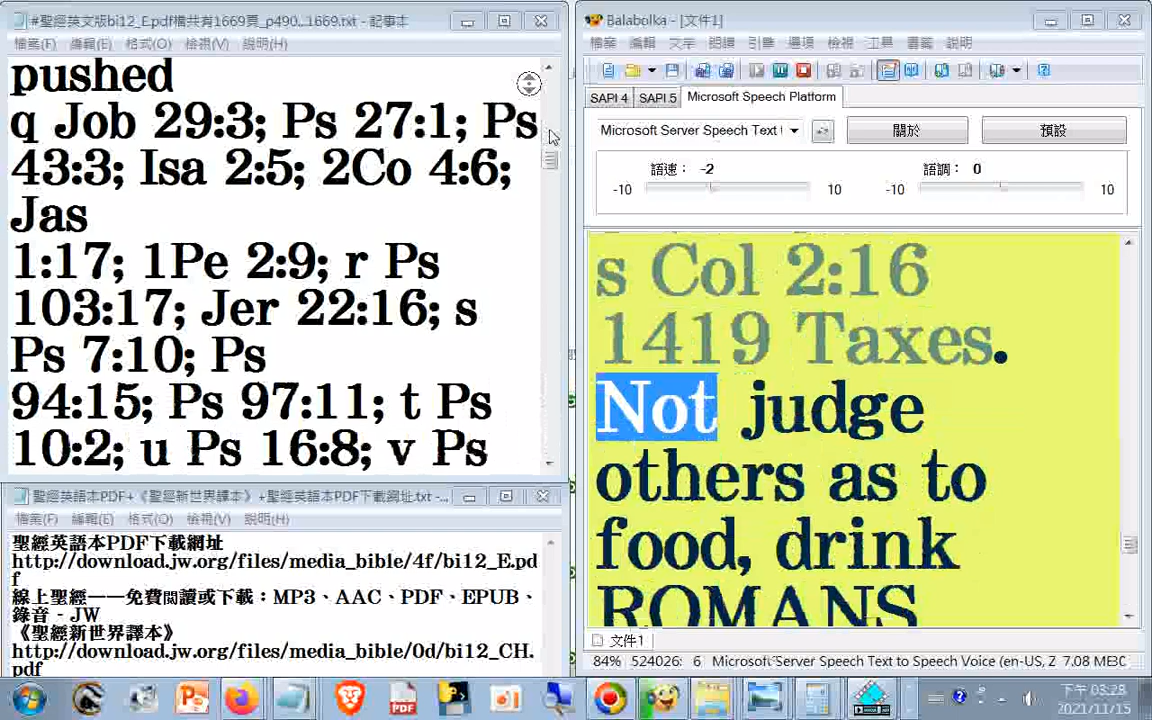 #聖經英文版bi12_E.pdf檔共有1669頁_p490...1669.txt - 記事本
檔案(F) 編輯(E) 格式(O) 檢視(V) 說明(H)
pushed
q Job 29:3; Ps 27:1; Ps
43:3; Isa 2:5; 2Co 4:6;
Jas
1:17; 1Pe 2:9; r Ps
103:17; Jer 22:16; s
Ps 7:10; Ps
94:15; Ps 97:11; t Ps
10:2; u Ps 16:8; v Ps
聖經英語本PDF+《聖經新世界譯本》+聖經英語本PDF下載網址.txt -...
檔案(F) 編輯(E) 格式(O) 檢視(V) 說明(H)
聖經英語本PDF下載網址
http://download.jw.org/files/media_bible/4f/bi12_E.pd
f
線上聖經——免費閱讀或下載：MP3、AAC、PDF、EPUB、
錄音 - JW
《聖經新世界譯本》
http://download.jw.org/files/media_bible/0d/bi12_CH.
pdf
Balabolka - [文件1]
檔案 編輯 文字 朗讀 引擎 選項 檢視 工具 書籤 說明
SAPI 4 SAPI 5 Microsoft Speech Platform
Microsoft Server Speech Text 關於 預設
語速： -2 語調： 0
-10 10 -10 10
s Col 2:16
1419 Taxes.
Not judge
others as to
food, drink
ROMANS
文件1
84% 524026: 6 Microsoft Server Speech Text to Speech Voice (en-US, Z 7.08 MB
PDF
下午 03:28
2021/11/15